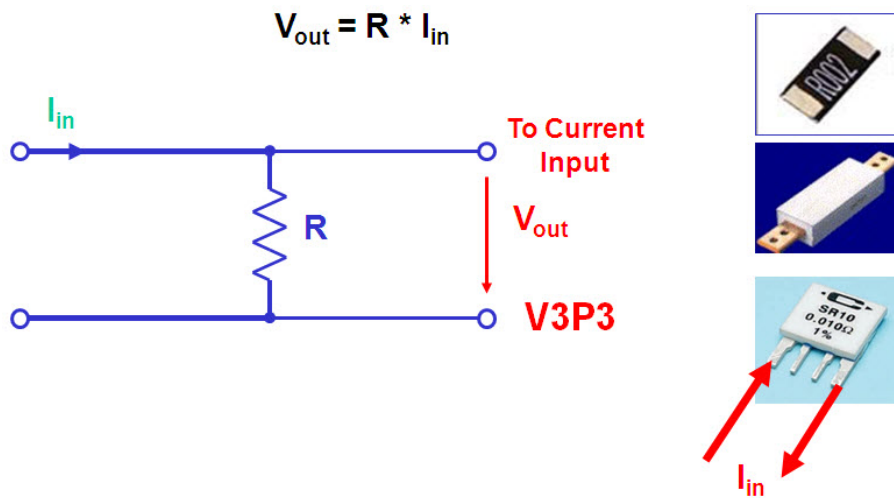 Vout = R * Iin
Iin
To Current
Input
R
Vout
V3P3
R002
SR10
0.010Ω
1%
Iin